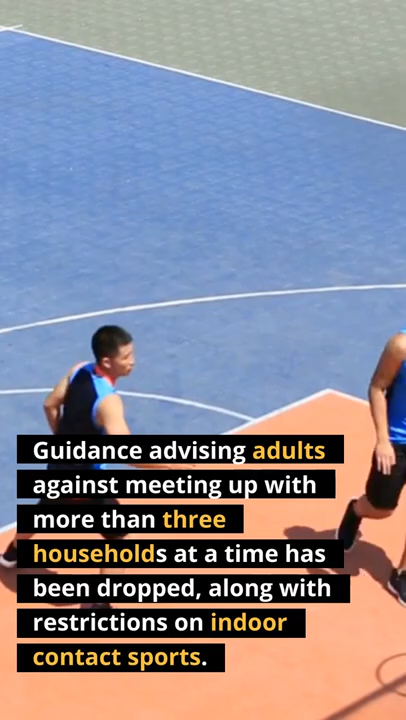 Guidance advising adults
against meeting up with
more than three
households at a time has
been dropped, along with
restrictions on indoor
contact sports.